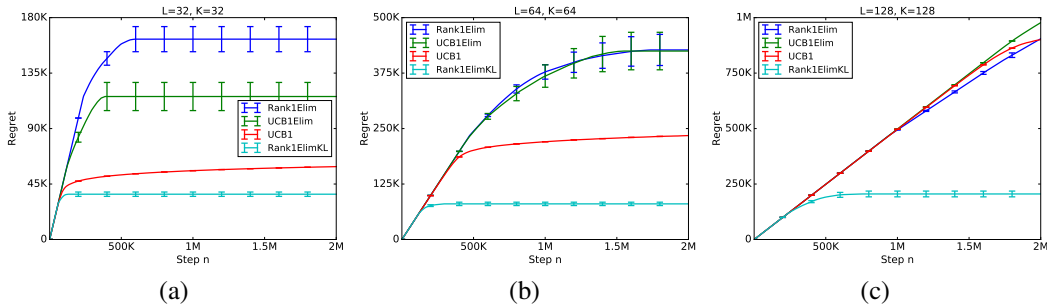 L=32, K=32
180K
135K
90K
45K
0
Regret
Rank1Elim
UCB1Elim
UCB1
Rank1ElimKL
500K
1M
1.5M
2M
Step n
(a)
L=64, K=64
500K
375K
250K
125K
0
Regret
Rank1Elim
UCB1Elim
UCB1
Rank1ElimKL
500K
1M
1.5M
2M
Step n
(b)
L=128, K=128
1M
750K
500K
250K
0
Regret
Rank1Elim
UCB1Elim
UCB1
Rank1ElimKL
500K
1M
1.5M
2M
Step n
(c)